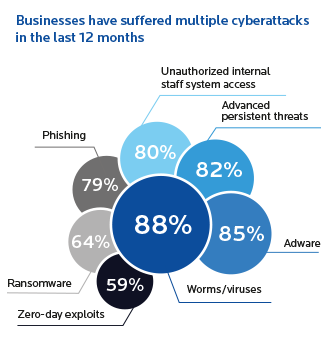 Businesses have suffered multiple cyberattacks
in the last 12 months
Unauthorized internal
staff system access
Advanced
persistent threats
Phishing
80%
82%
79%
88%
85%
64%
Adware
59%
Ransomware
Worms/viruses
Zero-day exploits